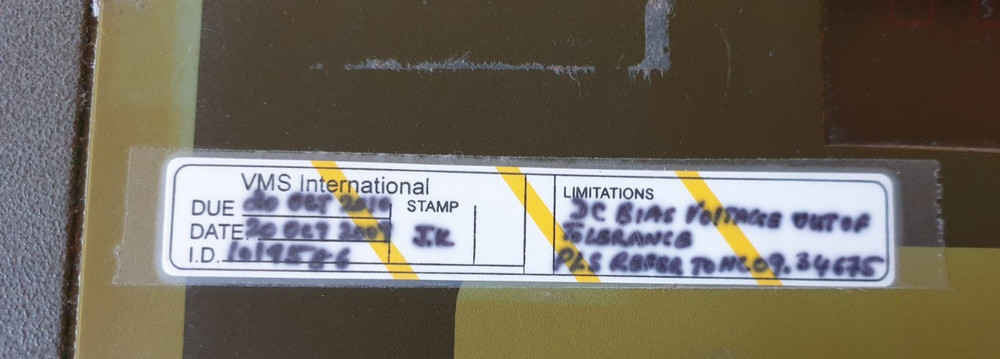 VMS International
DUE 20 OCT 2010
DATE 20 OCT 2009
STAMP
J.K
I.D. 1019586
LIMITATIONS
DC BIAS VOLTAGE OUT OF
TOLERANCE
PLS REFER TO NC 09.34675